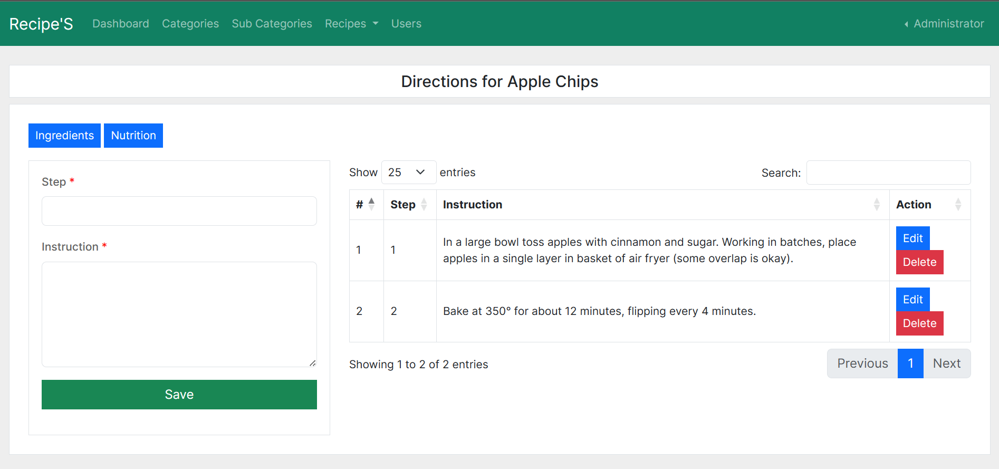 Recipe'S Dashboard Categories Sub Categories Recipes Users Administrator
Directions for Apple Chips
Ingredients Nutrition
Step *
Instruction *
Save
Show 25 entries Search:
# Step Instruction Action
1 1 In a large bowl toss apples with cinnamon and sugar. Working in batches, place
apples in a single layer in basket of air fryer (some overlap is okay).
Edit
Delete
2 2 Bake at 350° for about 12 minutes, flipping every 4 minutes.
Edit
Delete
Showing 1 to 2 of 2 entries Previous 1 Next